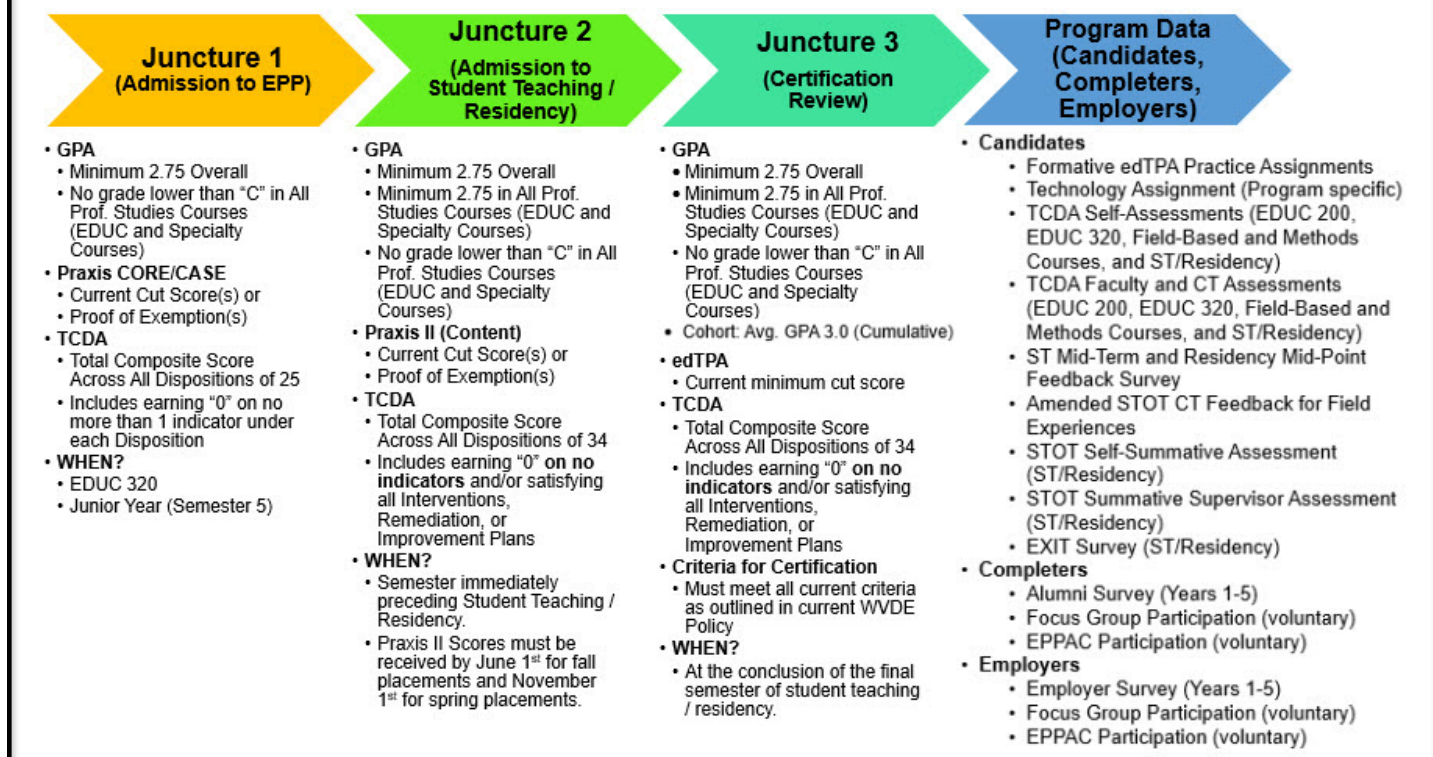 Juncture 1
(Admission to EPP)
• GPA
• Minimum 2.75 Overall
• No grade lower than “C” in All
Prof. Studies Courses
(EDUC and Specialty
Courses)
• Praxis CORE/CASE
• Current Cut Score(s) or
• Proof of Exemption(s)
• TCDA
• Total Composite Score
Across All Dispositions of 25
• Includes earning “0” on no
more than 1 indicator under
each Disposition
• WHEN?
• EDUC 320
• Junior Year (Semester 5)
Juncture 2
(Admission to
Student Teaching /
Residency)
• GPA
• Minimum 2.75 Overall
• Minimum 2.75 in All Prof.
Studies Courses (EDUC and
Specialty Courses)
• No grade lower than “C” in All
Prof. Studies Courses
(EDUC and Specialty
Courses)
• Praxis II (Content)
• Current Cut Score(s) or
• Proof of Exemption(s)
• TCDA
• Total Composite Score
Across All Dispositions of 34
• Includes earning “0” on no
indicators and/or satisfying
all Interventions,
Remediation, or
Improvement Plans
• WHEN?
• Semester immediately
preceding Student Teaching /
Residency.
• Praxis II Scores must be
received by June 1st for fall
placements and November
1st for spring placements.
Juncture 3
(Certification
Review)
• GPA
• Minimum 2.75 Overall
• Minimum 2.75 in All Prof.
Studies Courses (EDUC and
Specialty Courses)
• No grade lower than “C” in All
Prof. Studies Courses
(EDUC and Specialty
Courses)
• Cohort: Avg. GPA 3.0 (Cumulative)
• edTPA
• Current minimum cut score
• TCDA
• Total Composite Score
Across All Dispositions of 34
• Includes earning “0” on no
indicators and/or satisfying
all Interventions,
Remediation, or
Improvement Plans
• Criteria for Certification
• Must meet all current criteria
as outlined in current WVDE
Policy
• WHEN?
• At the conclusion of the final
semester of student teaching
/ residency.
Program Data
(Candidates,
Completers,
Employers)
• Candidates
• Formative edTPA Practice Assignments
• Technology Assignment (Program specific)
• TCDA Self-Assessments (EDUC 200,
EDUC 320, Field-Based and Methods
Courses, and ST/Residency)
• TCDA Faculty and CT Assessments
(EDUC 200, EDUC 320, Field-Based and
Methods Courses, and ST/Residency)
• ST Mid-Term and Residency Mid-Point
Feedback Survey
• Amended STOT CT Feedback for Field
Experiences
• STOT Self-Summative Assessment
(ST/Residency)
• STOT Summative Supervisor Assessment
(ST/Residency)
• EXIT Survey (ST/Residency)
• Completers
• Alumni Survey (Years 1-5)
• Focus Group Participation (voluntary)
• EPPAC Participation (voluntary)
• Employers
• Employer Survey (Years 1-5)
• Focus Group Participation (voluntary)
• EPPAC Participation (voluntary)